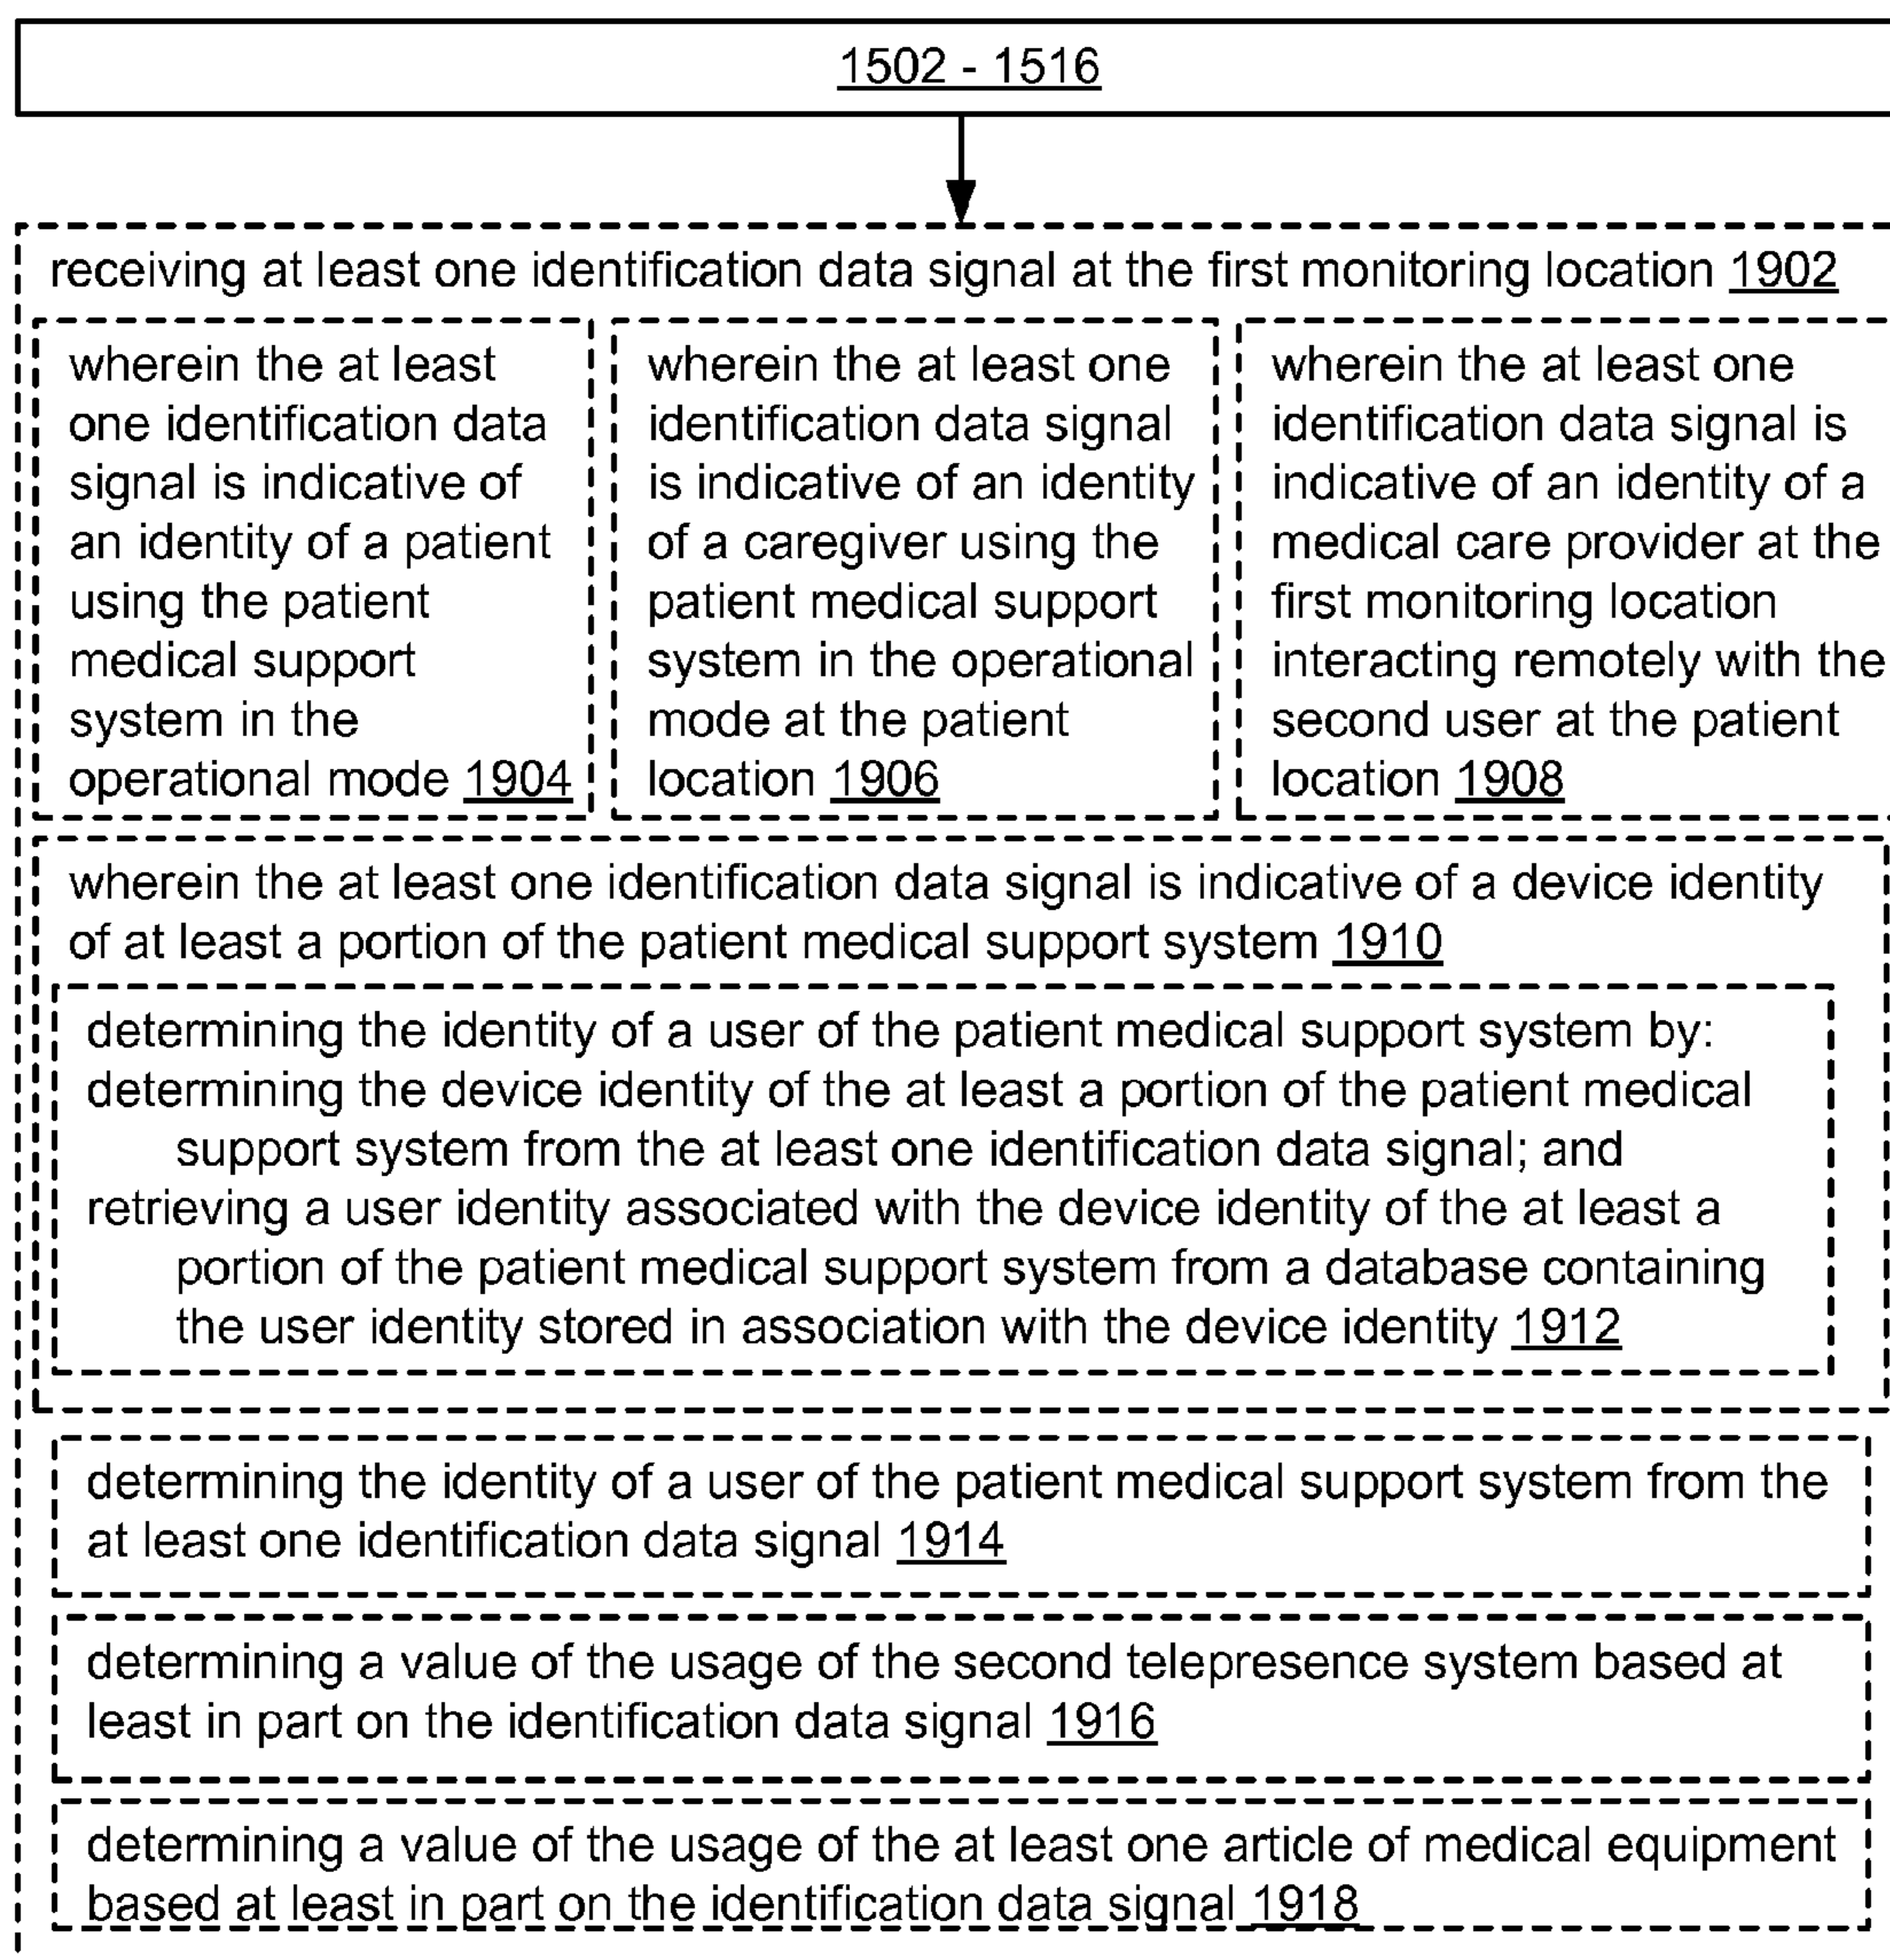 1502 - 1516
receiving at least one identification data signal at the first monitoring location 1902
wherein the at least
one identification data
signal is indicative of
an identity of a patient
using the patient
medical support
system in the
operational mode 1904
wherein the at least one
identification data signal
is indicative of an identity
of a caregiver using the
patient medical support
system in the operational
mode at the patient
location 1906
wherein the at least one
identification data signal is
indicative of an identity of a
medical care provider at the
first monitoring location
interacting remotely with the
second user at the patient
location 1908
wherein the at least one identification data signal is indicative of a device identity
of at least a portion of the patient medical support system 1910
determining the identity of a user of the patient medical support system by:
determining the device identity of the at least a portion of the patient medical
support system from the at least one identification data signal; and
retrieving a user identity associated with the device identity of the at least a
portion of the patient medical support system from a database containing
the user identity stored in association with the device identity 1912
determining the identity of a user of the patient medical support system from the
at least one identification data signal 1914
determining a value of the usage of the second telepresence system based at
least in part on the identification data signal 1916
determining a value of the usage of the at least one article of medical equipment
based at least in part on the identification data signal 1918